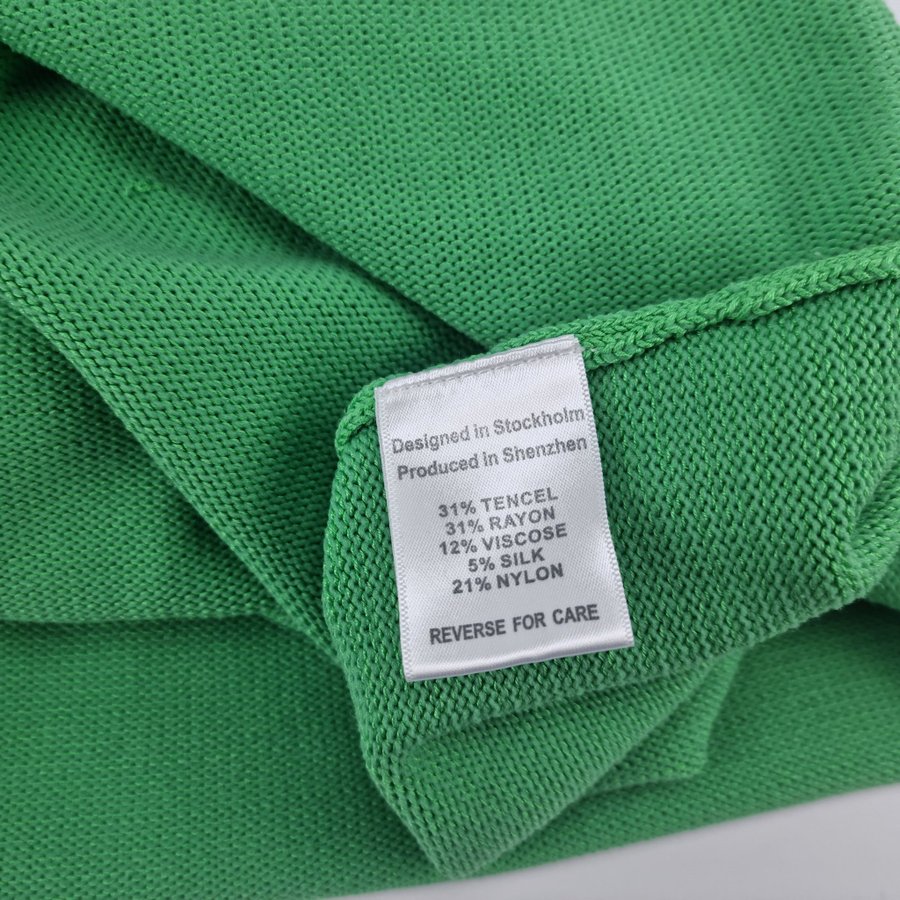 Designed in Stockholm
Produced in Shenzhen
31% TENCEL
31% RAYON
12% VISCOSE
5% SILK
21% NYLON
REVERSE FOR CARE